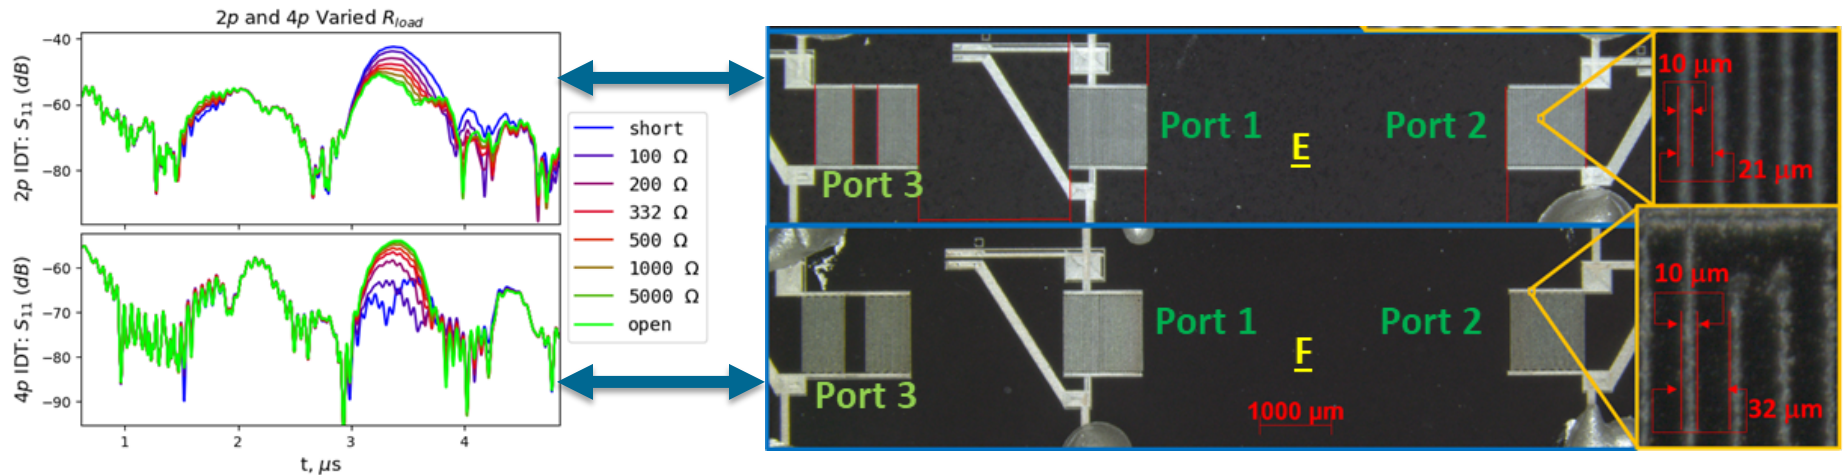 2p and 4p Varied Rload
2p IDT: S11 (dB)
−40
−60
−80
4p IDT: S11 (dB)
−60
−70
−80
−90
1 2 3 4
t, μs
short
100 Ω
200 Ω
332 Ω
500 Ω
1000 Ω
5000 Ω
open
Port 3
Port 1
E
Port 2
10 μm
21 μm
Port 3
Port 1
F
Port 2
1000 μm
10 μm
32 μm